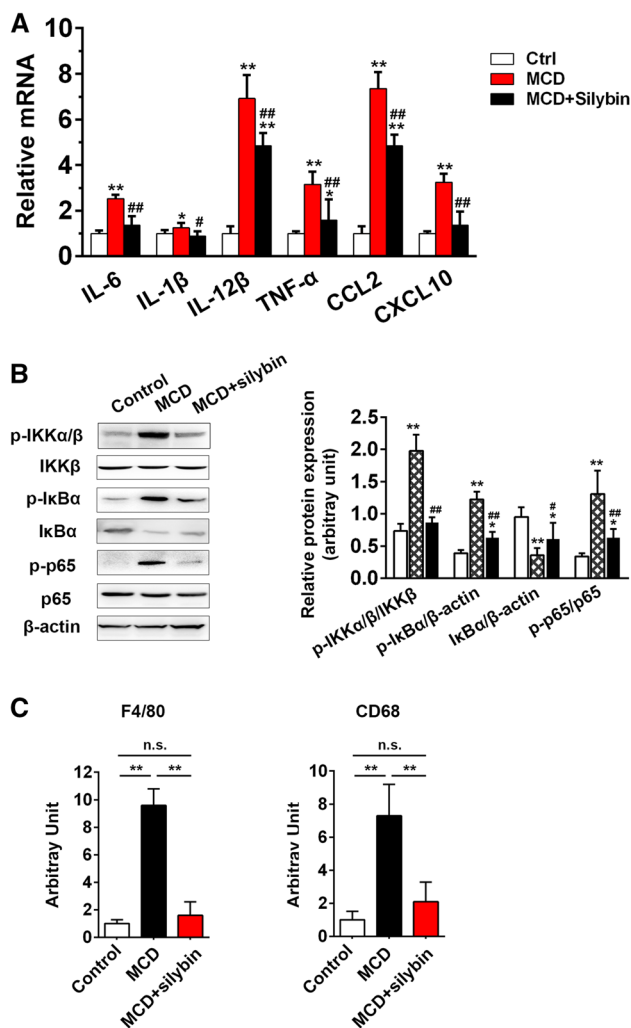 A
Relative mRNA
10
8
6
4
2
0
Ctrl
MCD
MCD+Silybin
** ## * # ** ## ** ** ## * ** ## ** ** ##
IL-6 IL-1β IL-12β TNF-α CCL2 CXCL10
B
Control MCD MCD+silybin
p-IKKα/β
IKKβ
p-IκBα
IκBα
p-p65
p65
β-actin
Relative protein expression
(arbitray unit)
2.5
2.0
1.5
1.0
0.5
0.0
** ## ** ## * ** # * ** ## *
p-IKKα/β/IKKβ p-IκBα/β-actin IκBα/β-actin p-p65/p65
C
F4/80
n.s.
** **
Arbitray Unit
12
10
8
6
4
2
0
Control MCD MCD+silybin
CD68
n.s.
** **
Arbitray Unit
10
8
6
4
2
0
Control MCD MCD+silybin